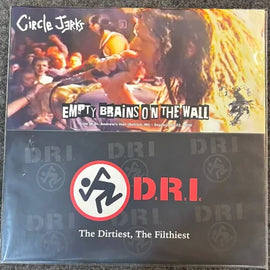 Circle Jerks
EMPTY BRAINS ON THE WALL
D.R.I. D.R.I. D.R.I.
D.R.I.
The Dirtiest, The Filthiest